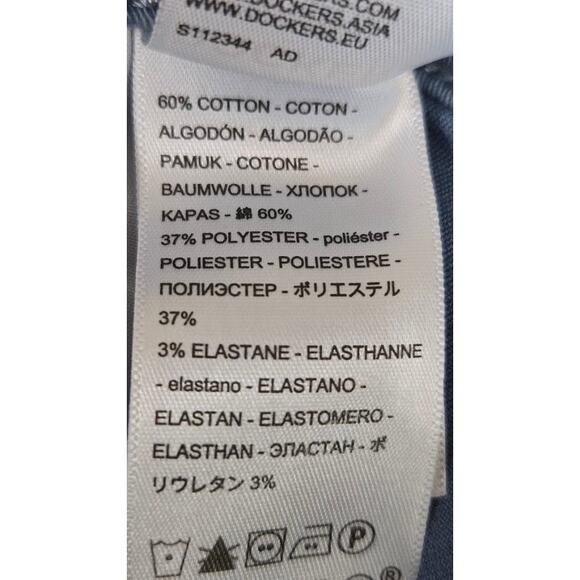 WWW.DOCKERS.ASIA
WWW.DOCKERS.EU
S112344 AD
60% COTTON - COTON -
ALGODÓN - ALGODÃO -
PAMUK - COTONE -
BAUMWOLLE - ХЛОПОК -
KAPAS - 綿 60%
37% POLYESTER - poliéster -
POLIESTER - POLIESTERE -
ПОЛИЭСТЕР - ポリエステル
37%
3% ELASTANE - ELASTHANNE
- elastano - ELASTANO -
ELASTAN - ELASTOMERO -
ELASTHAN - ЭЛАСТАН - ポ
リウレタン 3%
P
®